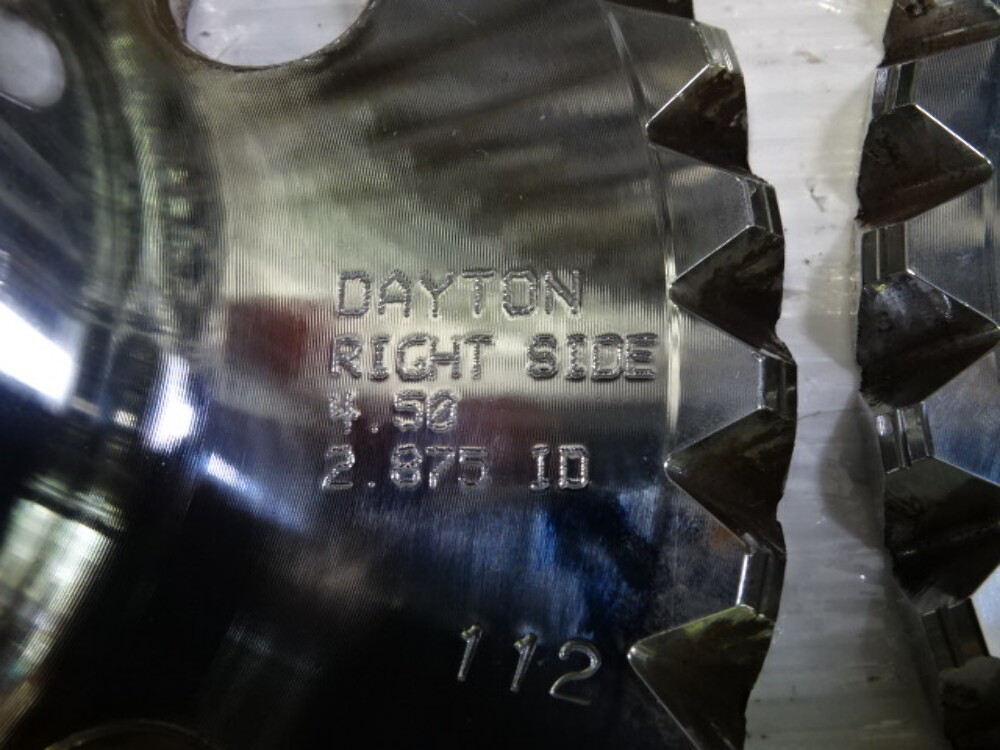 DAYTON
RIGHT SIDE
4.50
2.875 ID
112